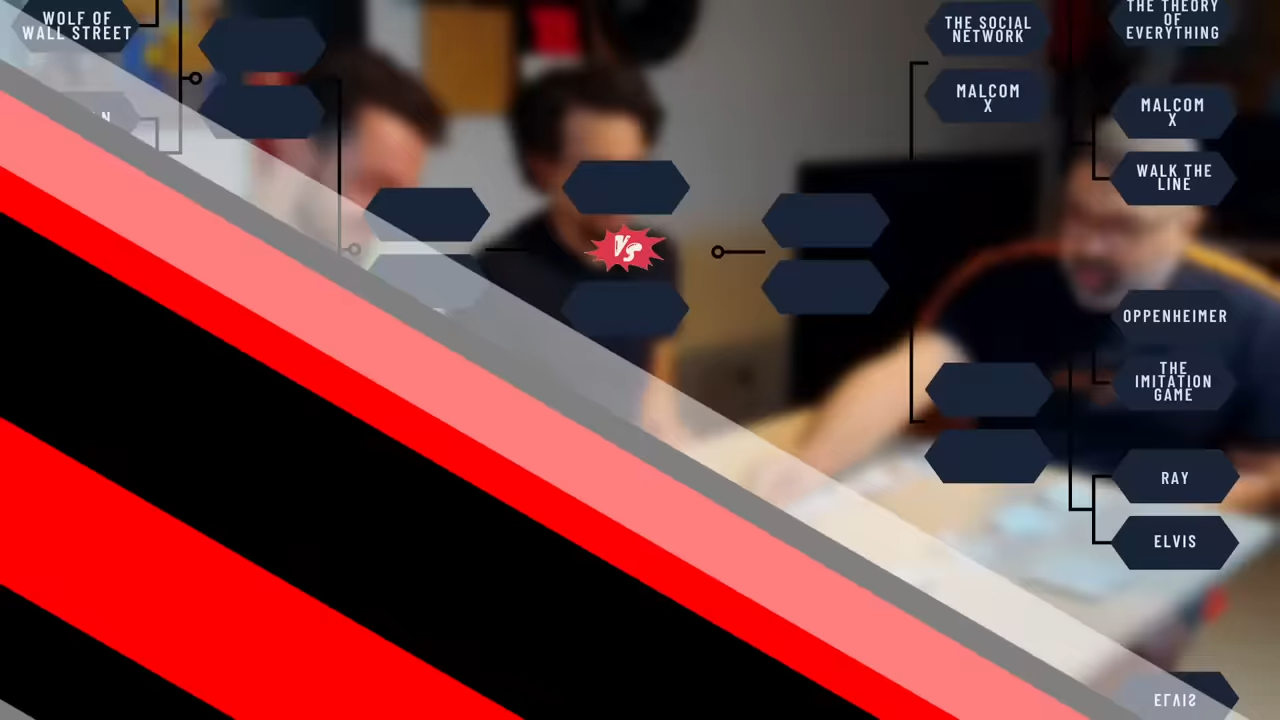 WOLF OF
WALL STREET
N
VS
THE SOCIAL
NETWORK
MALCOM
X
THE THEORY
OF
EVERYTHING
MALCOM
X
WALK THE
LINE
OPPENHEIMER
THE
IMITATION
GAME
RAY
ELVIS